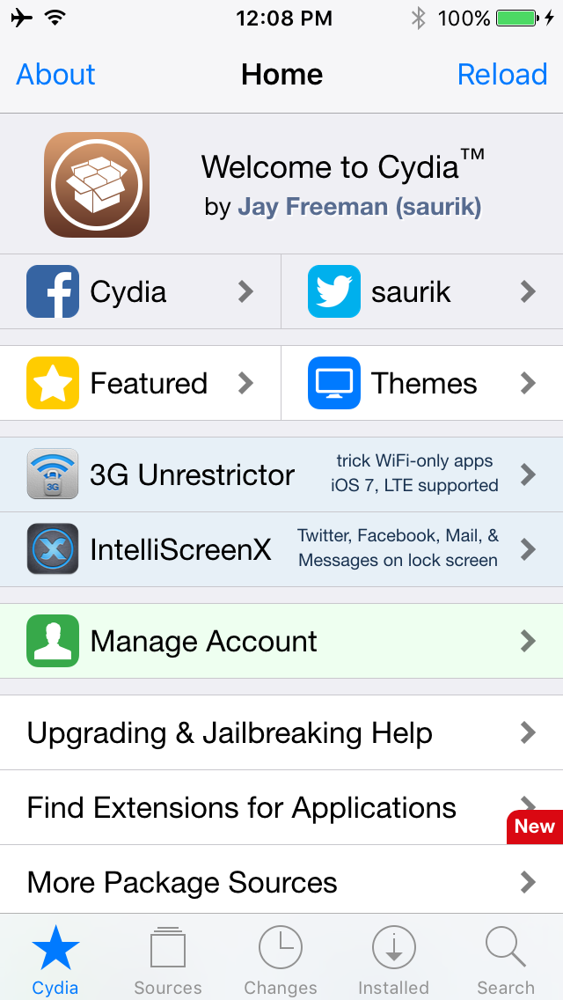 12:08 PM 100%
About Home Reload
Welcome to Cydia™
by Jay Freeman (saurik)
Cydia saurik
Featured Themes
3G
3G Unrestrictor
trick WiFi-only apps
iOS 7, LTE supported
X
IntelliScreenX
Twitter, Facebook, Mail, &
Messages on lock screen
Manage Account
Upgrading & Jailbreaking Help
Find Extensions for Applications
New
More Package Sources
Cydia Sources Changes Installed Search